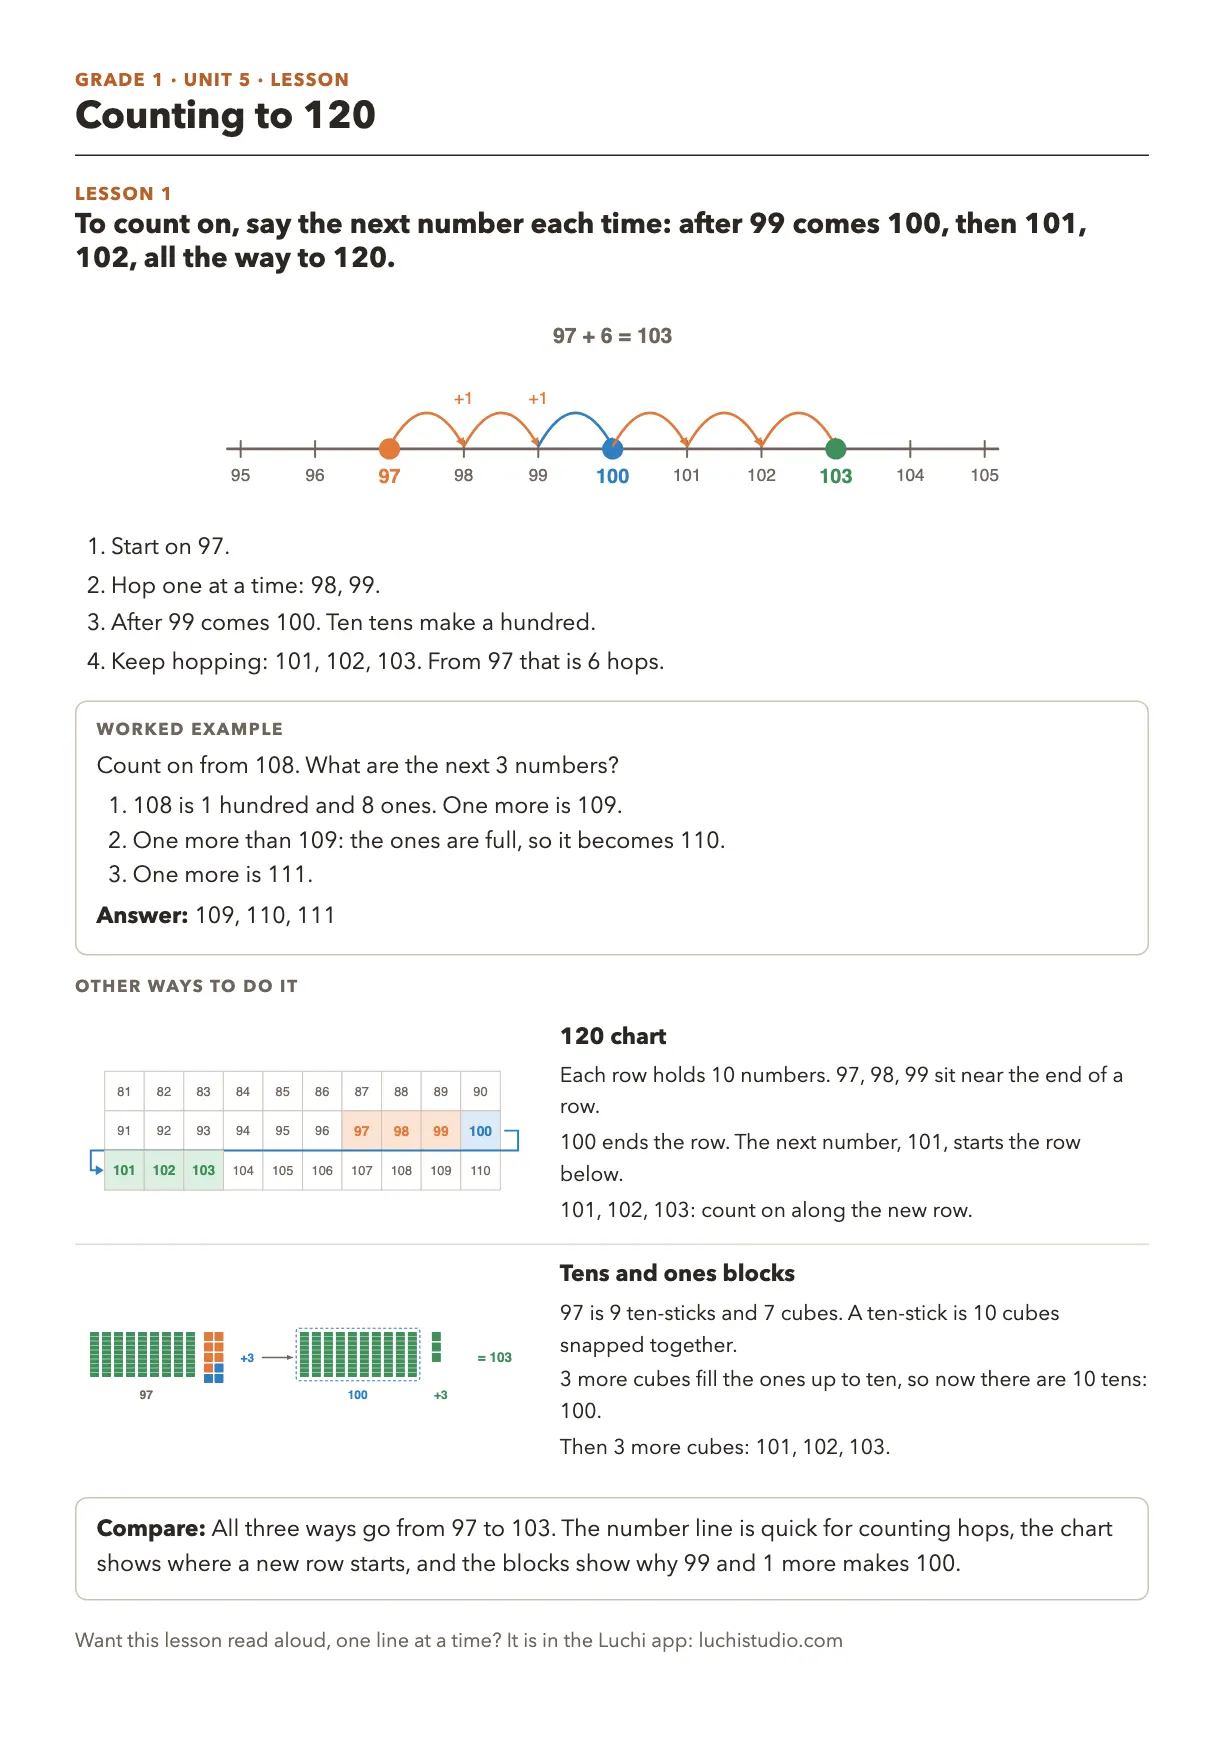 GRADE 1 · UNIT 5 · LESSON
Counting to 120
LESSON 1
To count on, say the next number each time: after 99 comes 100, then 101,
102, all the way to 120.
97 + 6 = 103
+1 +1
95 96 97 98 99 100 101 102 103 104 105
1. Start on 97.
2. Hop one at a time: 98, 99.
3. After 99 comes 100. Ten tens make a hundred.
4. Keep hopping: 101, 102, 103. From 97 that is 6 hops.
WORKED EXAMPLE
Count on from 108. What are the next 3 numbers?
1. 108 is 1 hundred and 8 ones. One more is 109.
2. One more than 109: the ones are full, so it becomes 110.
3. One more is 111.
Answer: 109, 110, 111
OTHER WAYS TO DO IT
81 82 83 84 85 86 87 88 89 90
91 92 93 94 95 96 97 98 99 100
101 102 103 104 105 106 107 108 109 110
120 chart
Each row holds 10 numbers. 97, 98, 99 sit near the end of a
row.
100 ends the row. The next number, 101, starts the row
below.
101, 102, 103: count on along the new row.
+3 = 103
97 100 +3
Tens and ones blocks
97 is 9 ten-sticks and 7 cubes. A ten-stick is 10 cubes
snapped together.
3 more cubes fill the ones up to ten, so now there are 10 tens:
100.
Then 3 more cubes: 101, 102, 103.
Compare: All three ways go from 97 to 103. The number line is quick for counting hops, the chart
shows where a new row starts, and the blocks show why 99 and 1 more makes 100.
Want this lesson read aloud, one line at a time? It is in the Luchi app: luchistudio.com